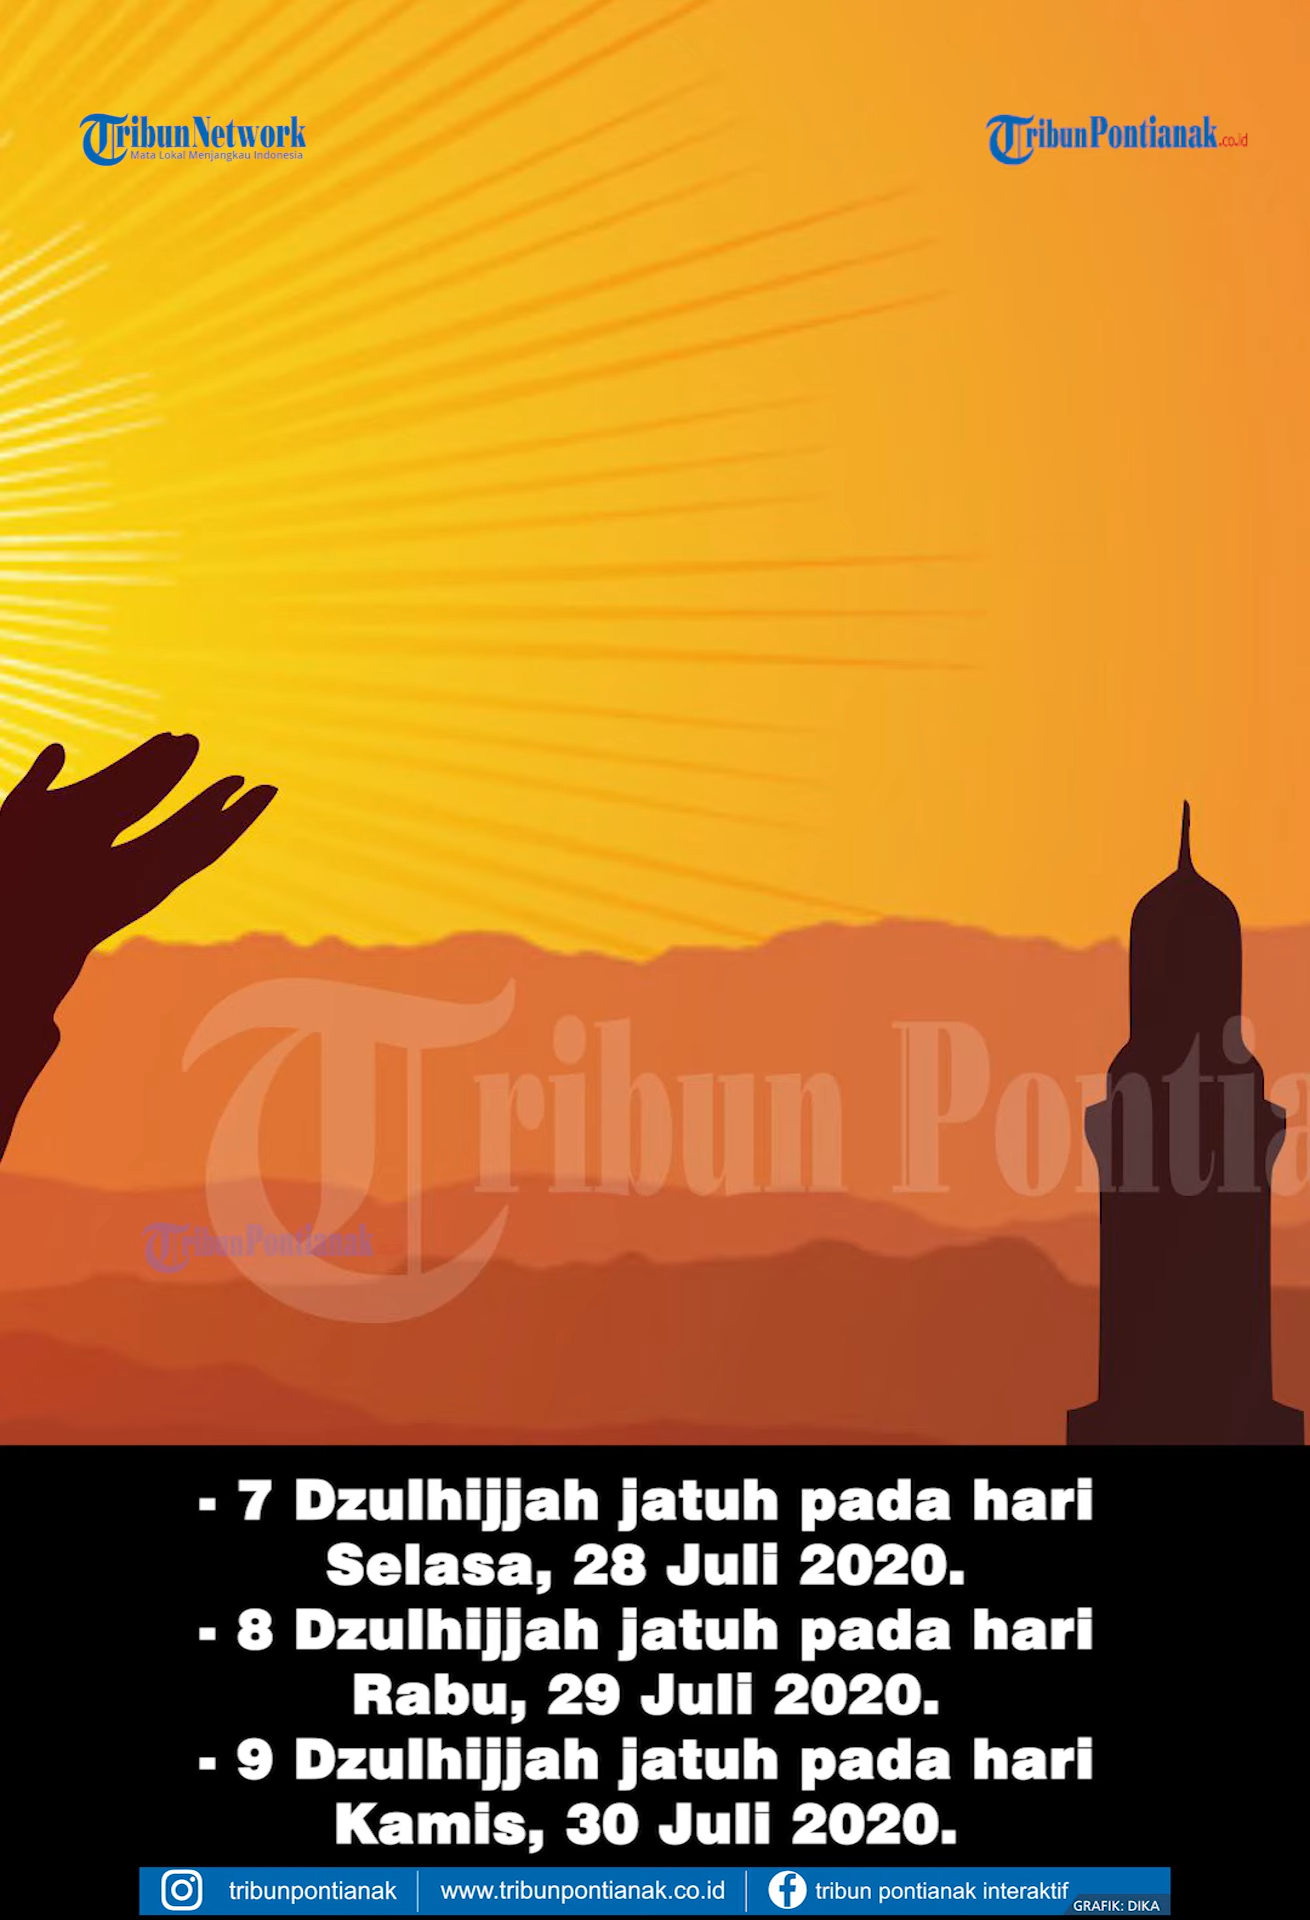 TribunNetwork
Mata Lokal Menjangkau Indonesia
TribunPontianak.co.id
Tribun Pontia
TribunPontianak
- 7 Dzulhijjah jatuh pada hari
Selasa, 28 Juli 2020.
- 8 Dzulhijjah jatuh pada hari
Rabu, 29 Juli 2020.
- 9 Dzulhijjah jatuh pada hari
Kamis, 30 Juli 2020.
tribunpontianak
www.tribunpontianak.co.id
tribun pontianak interaktif
GRAFIK: DIKA